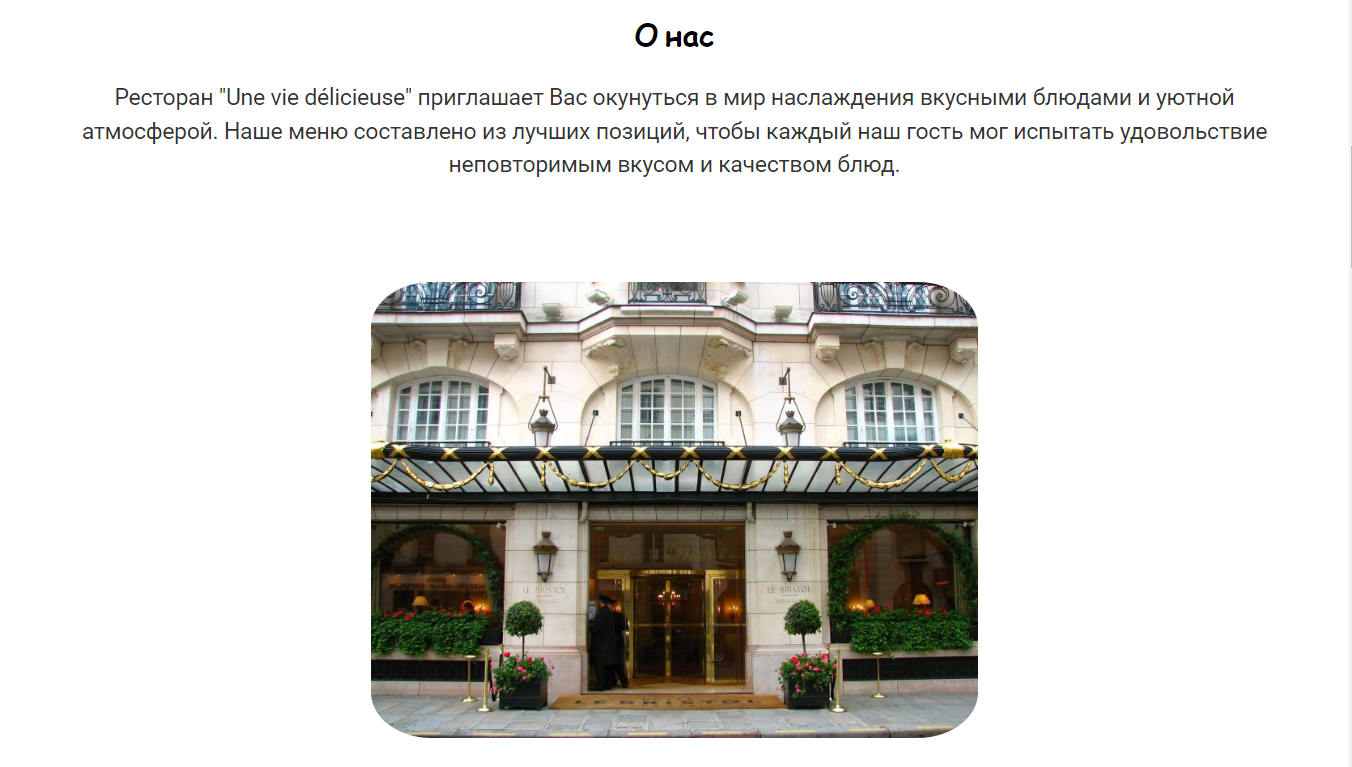 О нас
Ресторан "Une vie délicieuse" приглашает Вас окунуться в мир наслаждения вкусными блюдами и уютной
атмосферой. Наше меню составлено из лучших позиций, чтобы каждый наш гость мог испытать удовольствие
неповторимым вкусом и качеством блюд.
LE BRISTOL
LE BRISTOL
LE BRISTOL